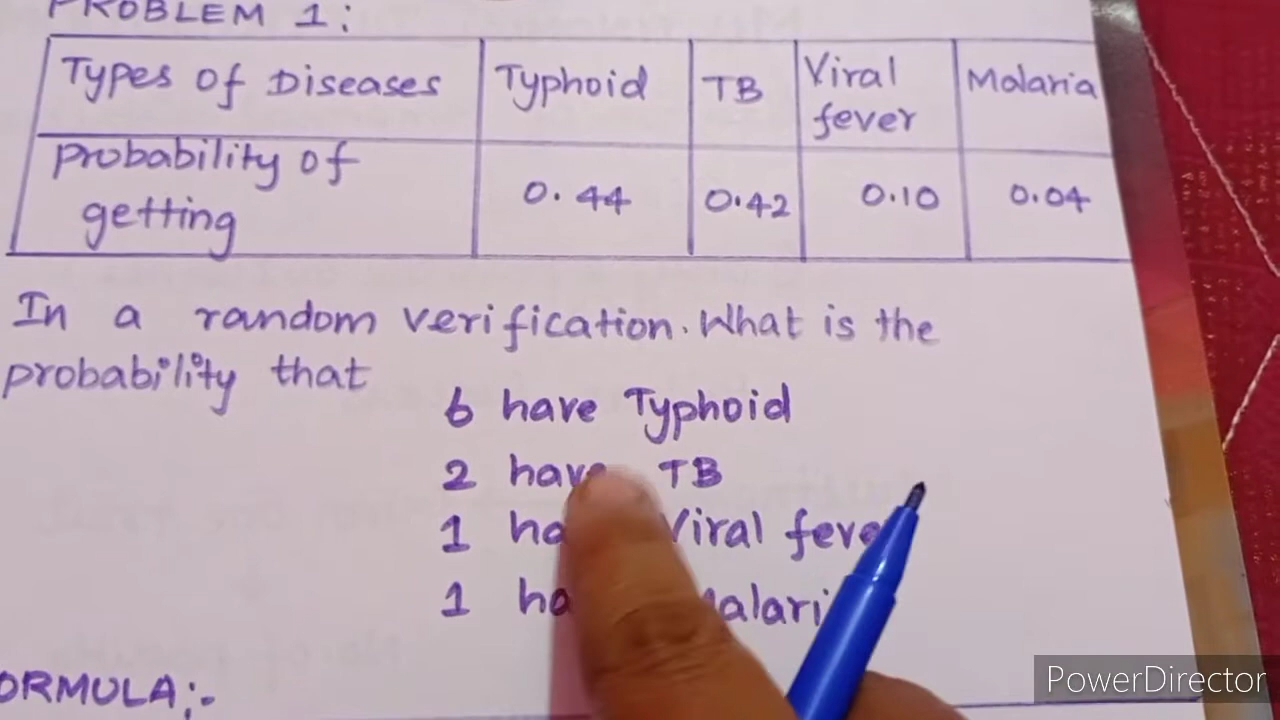 PROBLEM 1:
Types of Diseases Typhoid TB Viral fever Malaria
probability of getting 0.44 0.42 0.10 0.04
In a random verification. What is the
probability that
6 have Typhoid
2 have TB
1 Viral
1
ORMULA:-
PowerDirector